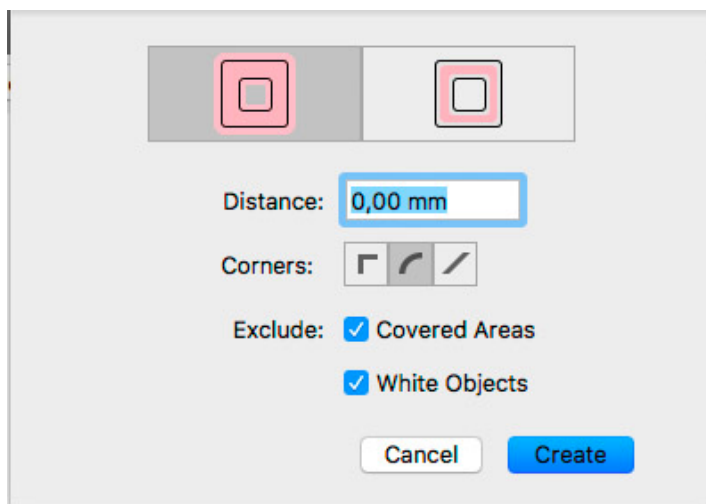 Distance: 0,00 mm
Corners:
Exclude: Covered Areas
White Objects
Cancel Create